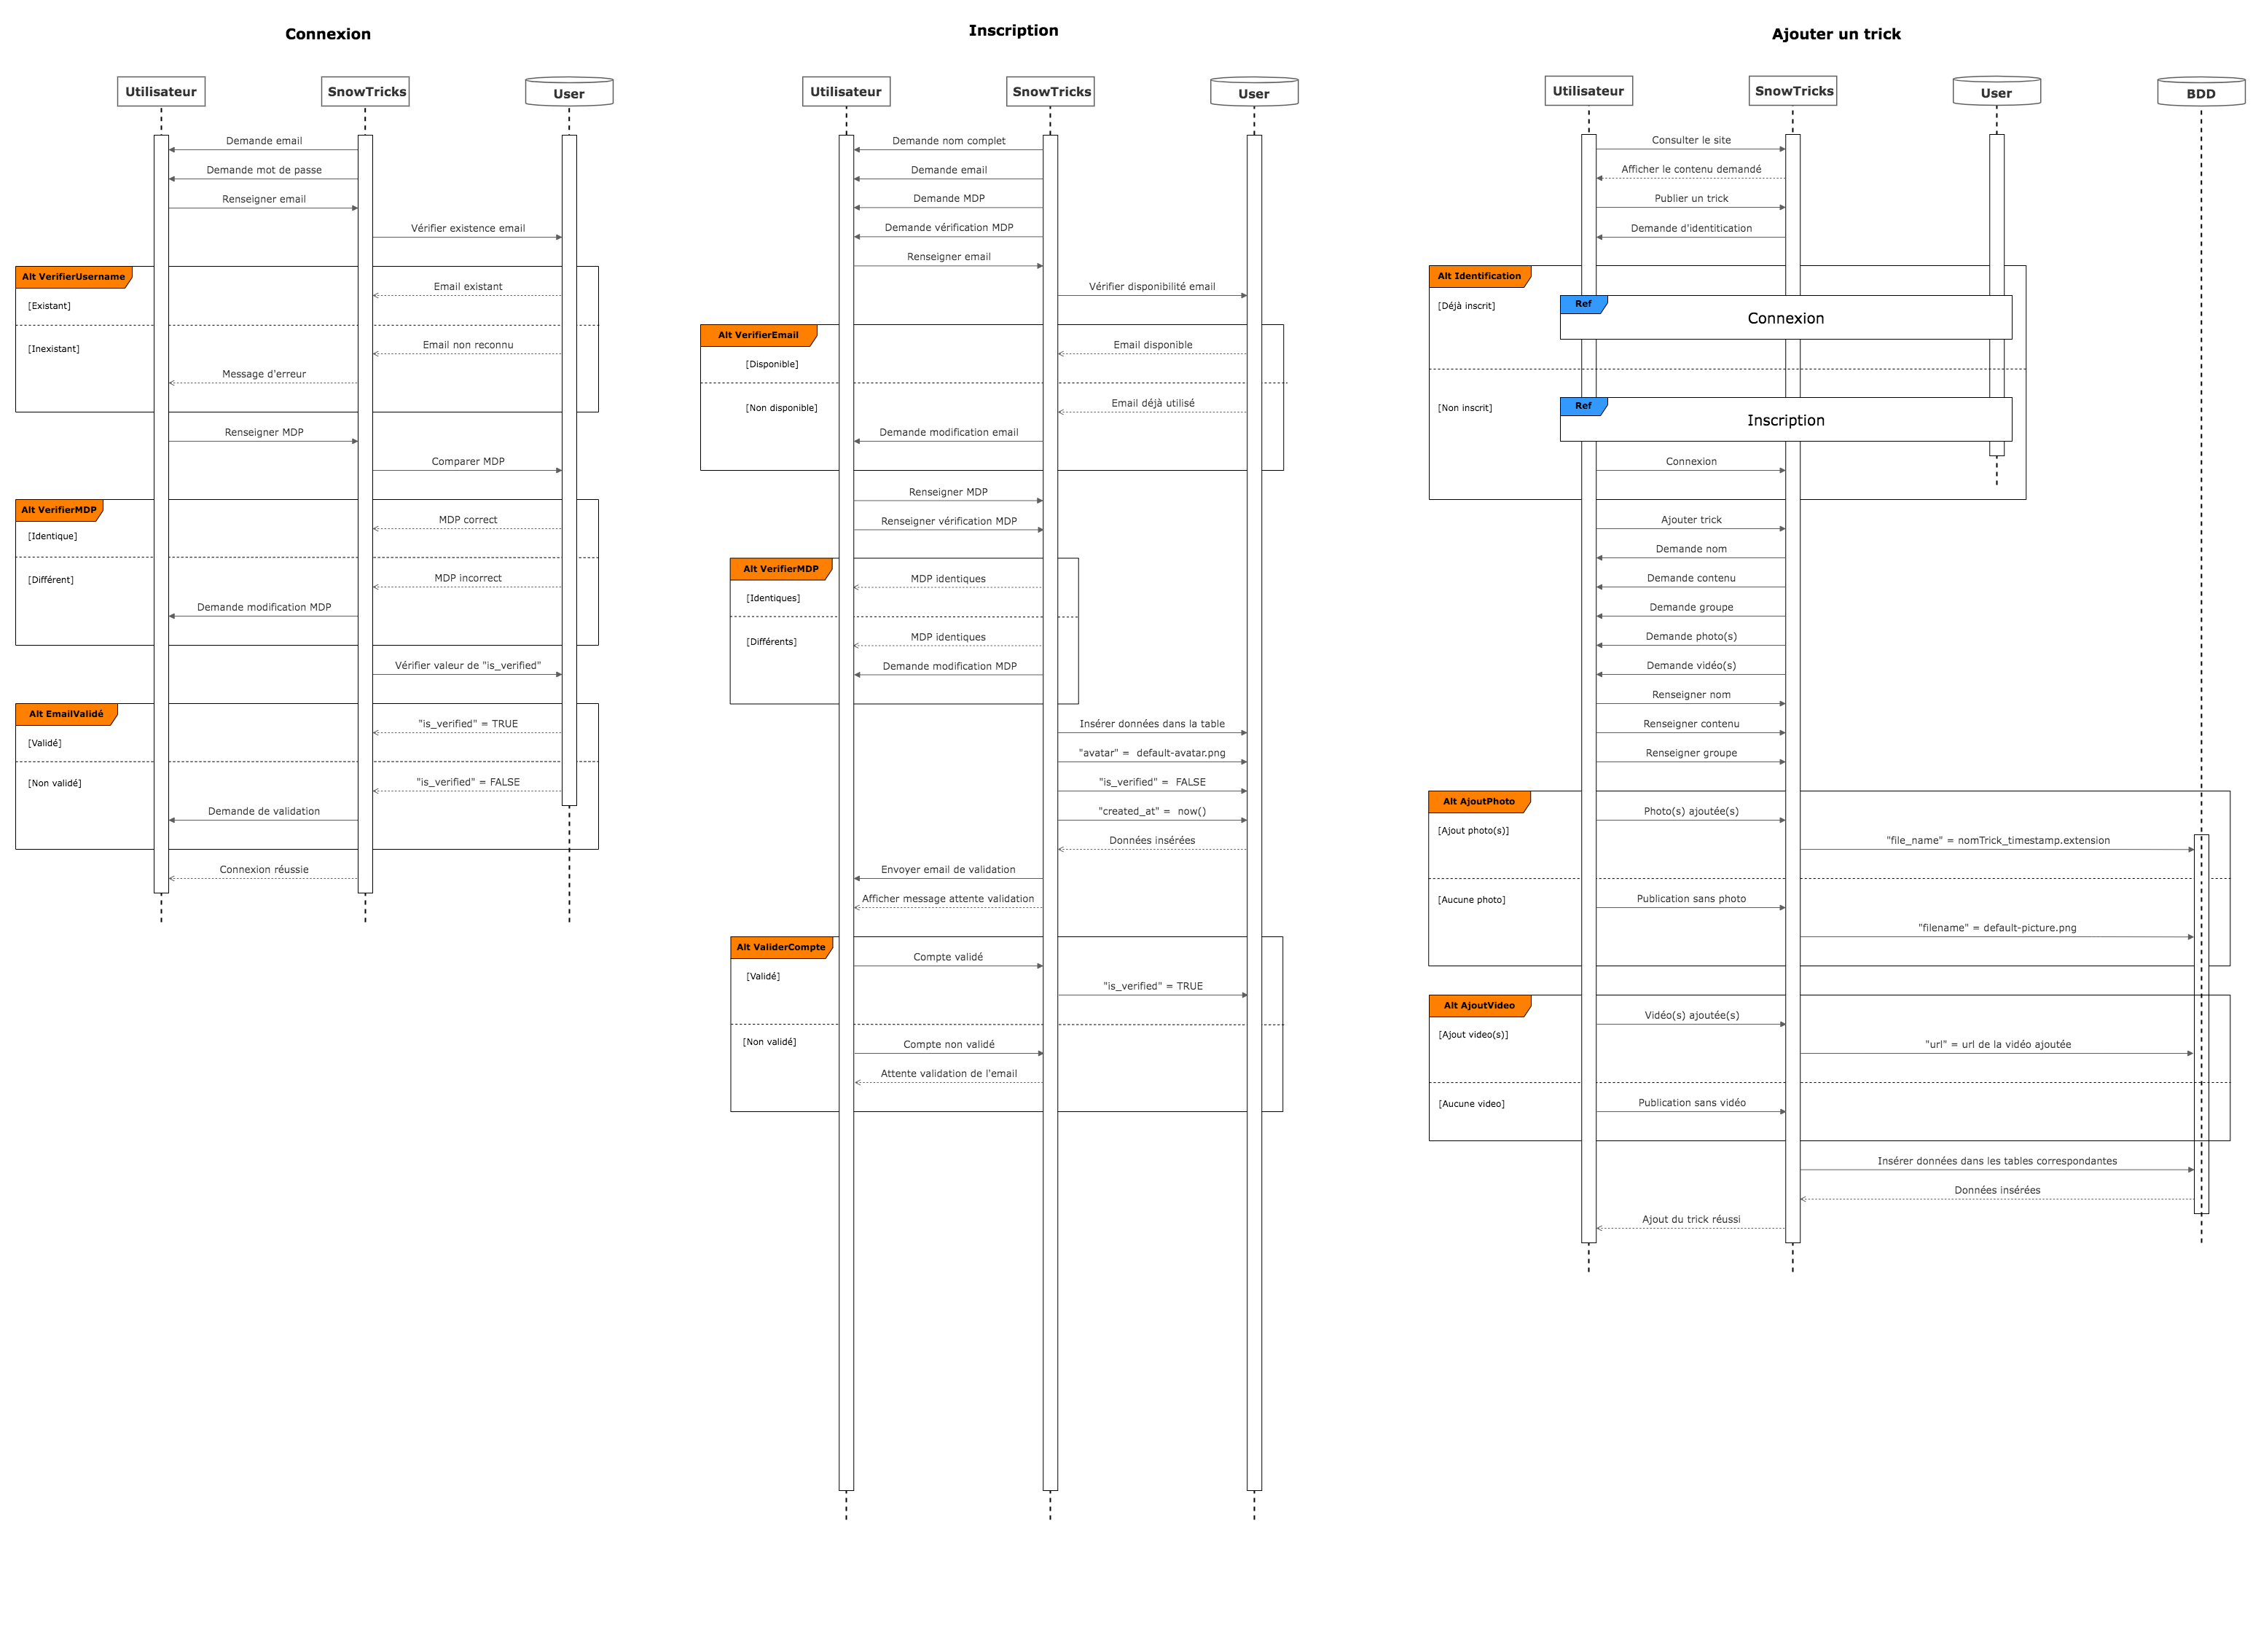 Connexion
Utilisateur
SnowTricks
User
Demande email
Demande mot de passe
Renseigner email
Vérifier existence email
Alt VerifierUsername
Email existant
[Existant]
Email non reconnu
[Inexistant]
Message d'erreur
Renseigner MDP
Comparer MDP
Alt VerifierMDP
MDP correct
[Identique]
MDP incorrect
[Différent]
Demande modification MDP
Vérifier valeur de "is_verified"
Alt EmailValidé
"is_verified" = TRUE
[Validé]
"is_verified" = FALSE
[Non validé]
Demande de validation
Connexion réussie
Inscription
Utilisateur
SnowTricks
User
Demande nom complet
Demande email
Demande MDP
Demande vérification MDP
Renseigner email
Vérifier disponibilité email
Alt VerifierEmail
Email disponible
[Disponible]
Email déjà utilisé
[Non disponible]
Demande modification email
Renseigner MDP
Renseigner vérification MDP
Alt VerifierMDP
MDP identiques
[Identiques]
MDP identiques
[Différents]
Demande modification MDP
Insérer données dans la table
"avatar" =  default-avatar.png
"is_verified" =  FALSE
"created_at" =  now()
Données insérées
Envoyer email de validation
Afficher message attente validation
Alt ValiderCompte
Compte validé
[Validé]
"is_verified" = TRUE
[Non validé]
Compte non validé
Attente validation de l'email
Ajouter un trick
Utilisateur
SnowTricks
User
BDD
Consulter le site
Afficher le contenu demandé
Publier un trick
Demande d'identitication
Alt Identification
[Déjà inscrit]
Ref
Connexion
[Non inscrit]
Ref
Inscription
Connexion
Ajouter trick
Demande nom
Demande contenu
Demande groupe
Demande photo(s)
Demande vidéo(s)
Renseigner nom
Renseigner contenu
Renseigner groupe
Alt AjoutPhoto
Photo(s) ajoutée(s)
[Ajout photo(s)]
"file_name" = nomTrick_timestamp.extension
[Aucune photo]
Publication sans photo
"filename" = default-picture.png
Alt AjoutVideo
Vidéo(s) ajoutée(s)
[Ajout video(s)]
"url" = url de la vidéo ajoutée
[Aucune video]
Publication sans vidéo
Insérer données dans les tables correspondantes
Données insérées
Ajout du trick réussi